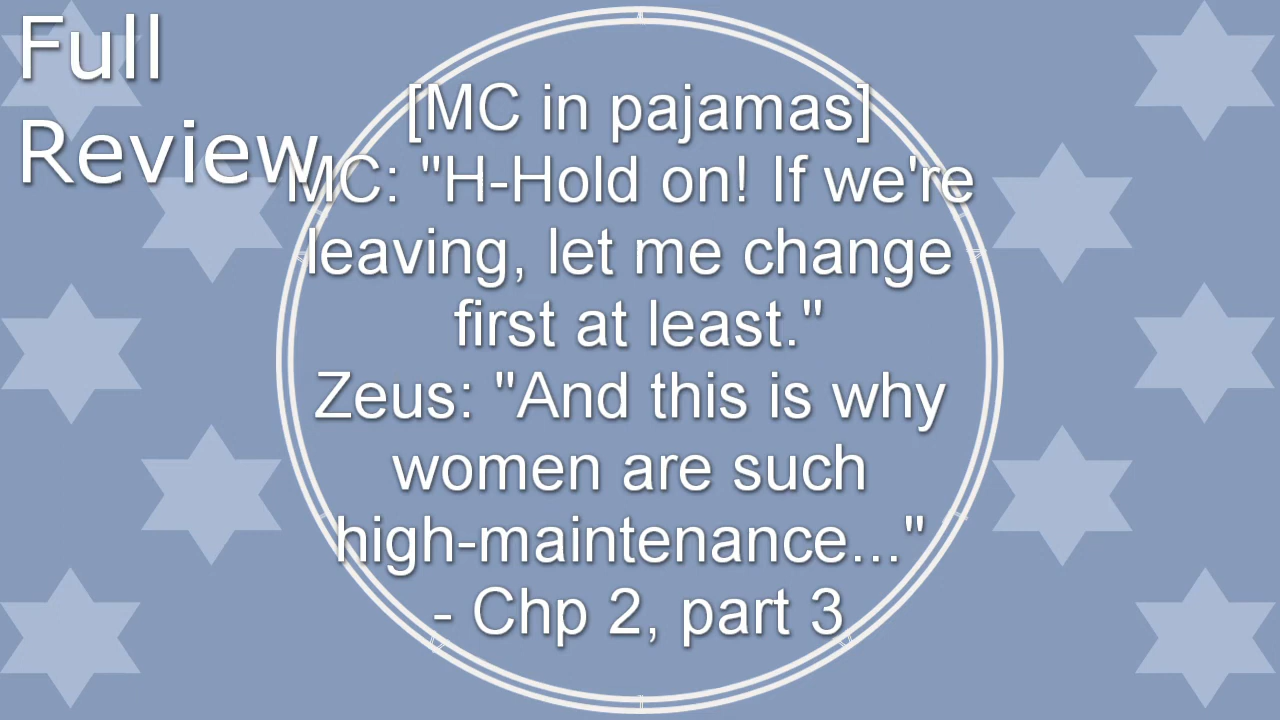 Full
Review
[MC in pajamas]
MC: "H-Hold on! If we're
leaving, let me change
first at least."
Zeus: "And this is why
women are such
high-maintenance..."
- Chp 2, part 3